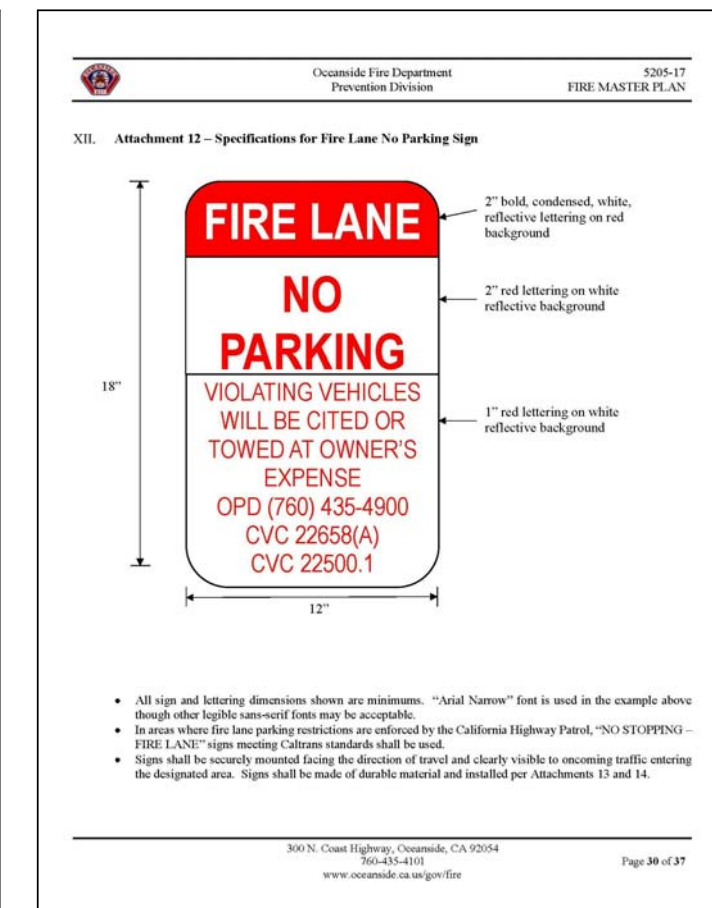 Oceanside Fire Department
Prevention Division
5205-17
FIRE MASTER PLAN
XII. Attachment 12 – Specifications for Fire Lane No Parking Sign
FIRE LANE
NO
PARKING
VIOLATING VEHICLES
WILL BE CITED OR
TOWED AT OWNER'S
EXPENSE
OPD (760) 435-4900
CVC 22658(A)
CVC 22500.1
18"
12"
2" bold, condensed, white,
reflective lettering on red
background
2" red lettering on white
reflective background
1" red lettering on white
reflective background
• All sign and lettering dimensions shown are minimums. “Arial Narrow” font is used in the example above
though other legible sans-serif fonts may be acceptable.
• In areas where fire lane parking restrictions are enforced by the California Highway Patrol, “NO STOPPING –
FIRE LANE” signs meeting Caltrans standards shall be used.
• Signs shall be securely mounted facing the direction of travel and clearly visible to oncoming traffic entering
the designated area. Signs shall be made of durable material and installed per Attachments 13 and 14.
300 N. Coast Highway, Oceanside, CA 92054
760-435-4101
www.oceanside.ca.us/gov/fire
Page 30 of 37